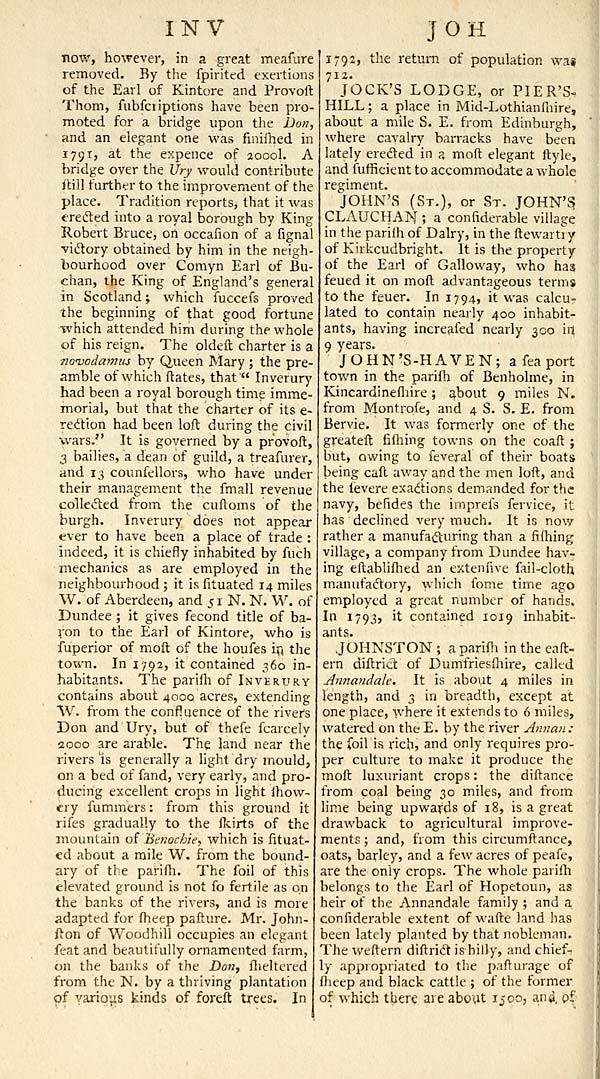 INV
now, however, in a great meaſure
removed. By the ſpirited exertions
of the Earl of Kintore and Provoſt
Thom, ſubſcriptions have been pro-
moted for a bridge upon the Don,
and an elegant one was finiſhed in
1791, at the expence of 2000l. A
bridge over the Ury would contribute
ſtill further to the improvement of the
place. Tradition reports, that it was
erected into a royal borough by King
Robert Bruce, on occaſion of a ſignal
victory obtained by him in the neigh-
bourhood over Comyn Earl of Bu-
chan, the King of England's general
in Scotland; which ſucceſs proved
the beginning of that good fortune
which attended him during the whole
of his reign. The oldeſt charter is a
novodamus by Queen Mary; the pre-
amble of which ſtates, that "Inverury
had been a royal borough time imme-
morial, but that the charter of its e-
rection had been loſt during the civil
wars." It is governed by a provoſt,
3 bailies, a dean of guild, a treaſurer,
and 13 counſellors, who have under
their management the ſmall revenue
collected from the cuſtoms of the
burgh. Inverury does not appear
ever to have been a place of trade:
indeed, it is chiefly inhabited by ſuch
mechanics as are employed in the
neighbourhood; it is ſituated 14 miles
W. of Aberdeen, and 51 N. N. W. of
Dundee; it gives ſecond title of ba-
ron to the Earl of Kintore, who is
ſuperior of moſt of the houſes in the
town. In 1792, it contained 360 in-
habitants. The pariſh of INVERURY
contains about 4000 acres, extending
W. from the confluence of the rivers
Don and Ury, but of theſe ſcarcely
2000 are arable. The land near the
rivers is generally a light dry mould,
on a bed of ſand, very early, and pro-
ducing excellent crops in light ſhow-
ery ſummers: from this ground it
riſes gradually to the ſkirts of the
mountain of Benochie, which is ſituat-
ed about a mile W. from the bound-
ary of the pariſh. The ſoil of this
elevated ground is not ſo fertile as on
the banks of the rivers, and is more
adapted for ſheep paſture. Mr. John-
ſton of Woodhill occupies an elegant
ſeat and beautifully ornamented farm,
on the banks of the Don, ſheltered
from the N. by a thriving plantation
of various kinds of foreſt trees. In
JOH
1792, the return of population was
712.
JOCK'S LODGE, or PIER'S-
HILL; a place in Mid-Lothianſhire,
about a mile S. E. from Edinburgh,
where cavalry barracks have been
lately erected in a moſt elegant ſtyle,
and ſufficient to accommodate a whole
regiment.
JOHN'S (ST.), or ST. JOHN'S
CLAUCHAN; a conſiderable village
in the pariſh of Dalry, in the ſtewartry
of Kirkcudbright. It is the property
of the Earl of Galloway, who has
feued it on moſt advantageous terms
to the feuer. In 1794, it was calcu-
lated to contain nearly 400 inhabit-
ants, having increaſed nearly 300 in
9 years.
JOHN'S-HAVEN; a ſea port
town in the pariſh of Benholme, in
Kincardineſhire; about 9 miles N.
from Montroſe, and 4 S. S. E. from
Bervie. It was formerly one of the
greateſt fiſhing towns on the coaſt;
but, owing to ſeveral of their boats
being caſt away and the men loſt, and
the ſevere exactions demanded for the
navy, beſides the impreſs ſervice, it
has declined very much. It is now
rather a manufacturing than a fiſhing
village, a company from Dundee hav-
ing eſtabliſhed an extenſive ſail-cloth
manufactory, which ſome time ago
employed a great number of hands.
In 1793, it contained 1019 inhabit-
ants.
JOHNSTON; a pariſh in the eaſt-
ern diſtrict of Dumfriesſhire, called
Annandale. It is about 4 miles in
length, and 3 in breadth, except at
one place, where it extends to 6 miles,
watered on the E. by the river Annan:
the ſoil is rich, and only requires pro-
per culture to make it produce the
moſt luxuriant crops: the diſtance
from coal being 30 miles, and from
lime being upwards of 18, is a great
drawback to agricultural improve-
ments; and, from this circumſtance,
oats, barley, and a few acres of peaſe,
are the only crops. The whole pariſh
belongs to the Earl of Hopetoun, as
heir of the Annandale family; and a
conſiderable extent of waſte land has
been lately planted by that nobleman.
The weſtern diſtrict is hilly, and chief-
ly appropriated to the paſturage of
ſheep and black cattle; of the former
of which there are about 1500, and of